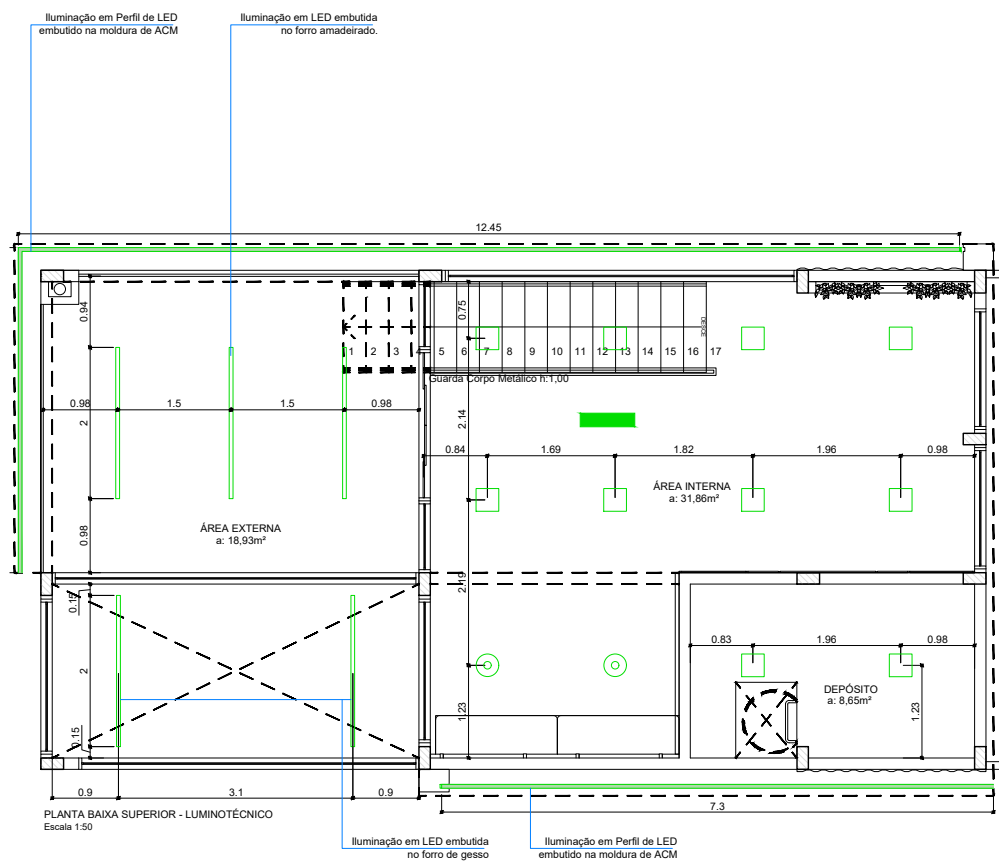 Iluminação em Perfil de LED
embutido na moldura de ACM
Iluminação em LED embutida
no forro amadeirado.
12.45
0.94
0.75
DESCE
1 2 3 4 5 6 7 8 9 10 11 12 13 14 15 16 17
Guarda Corpo Metálico h:1,00
0.98 1.5 1.5 0.98
2
2.14
0.84 1.69 1.82 1.96 0.98
ÁREA INTERNA
a: 31,86m²
ÁREA EXTERNA
a: 18,93m²
0.98
2.19
0.15
0.83 1.96 0.98
2
DEPÓSITO
a: 8,65m²
1.23
1.23
0.15
0.9 3.1 0.9
7.3
PLANTA BAIXA SUPERIOR - LUMINOTÉCNICO
Escala 1:50
Iluminação em LED embutida
no forro de gesso
Iluminação em Perfil de LED
embutido na moldura de ACM